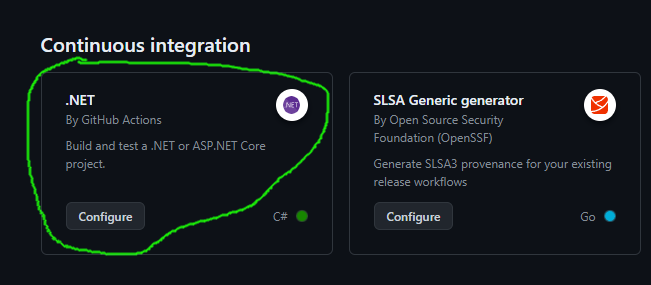 Continuous integration
.NET
.NET
By GitHub Actions
Build and test a .NET or ASP.NET Core
project.
Configure
C#
SLSA Generic generator
By Open Source Security
Foundation (OpenSSF)
Generate SLSA3 provenance for your existing
release workflows
Configure
Go